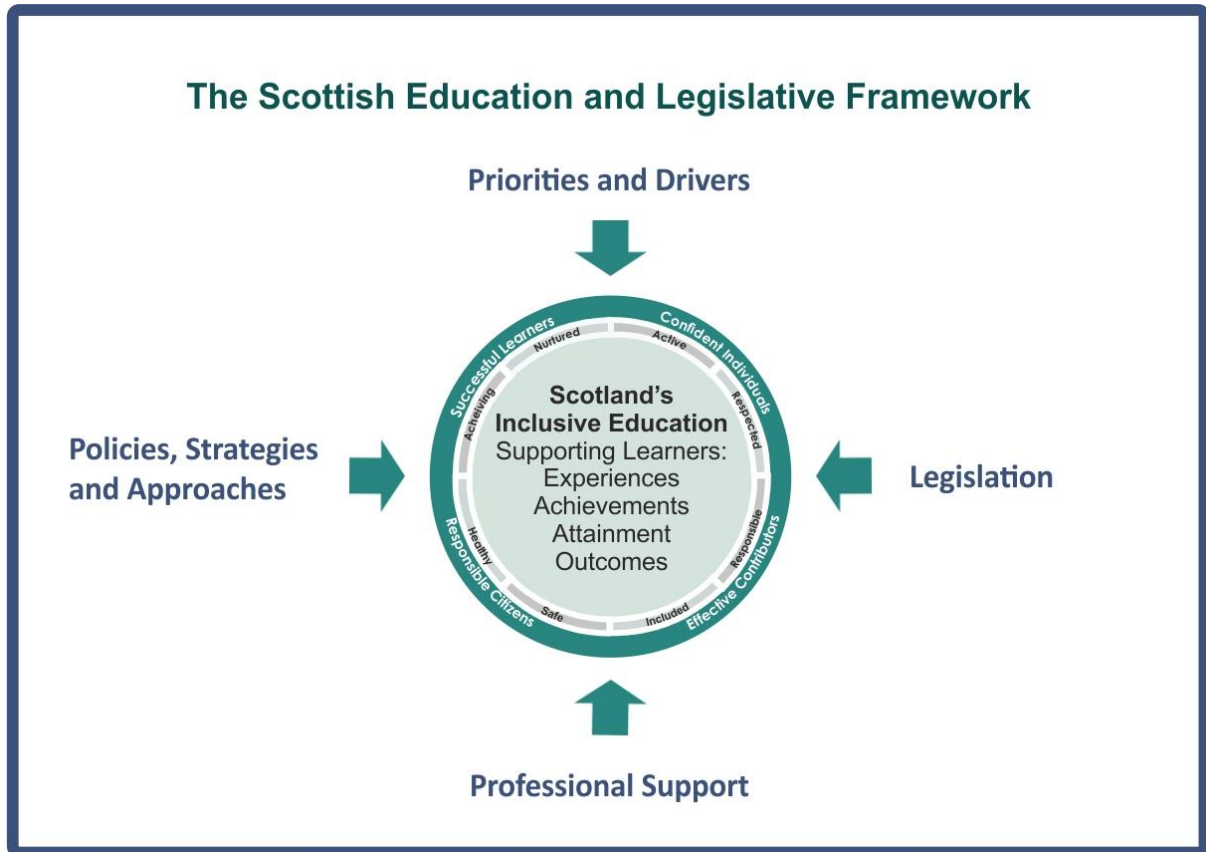 The Scottish Education and Legislative Framework
Priorities and Drivers
Successful Learners
Confident Individuals
Nurtured
Active
Acheiving
Respected
Scotland’s
Inclusive Education
Supporting Learners:
Experiences
Achievements
Attainment
Outcomes
Policies, Strategies
and Approaches
Legislation
Healthy
Responsible
Safe
Included
Responsible Citizens
Effective Contributors
Professional Support